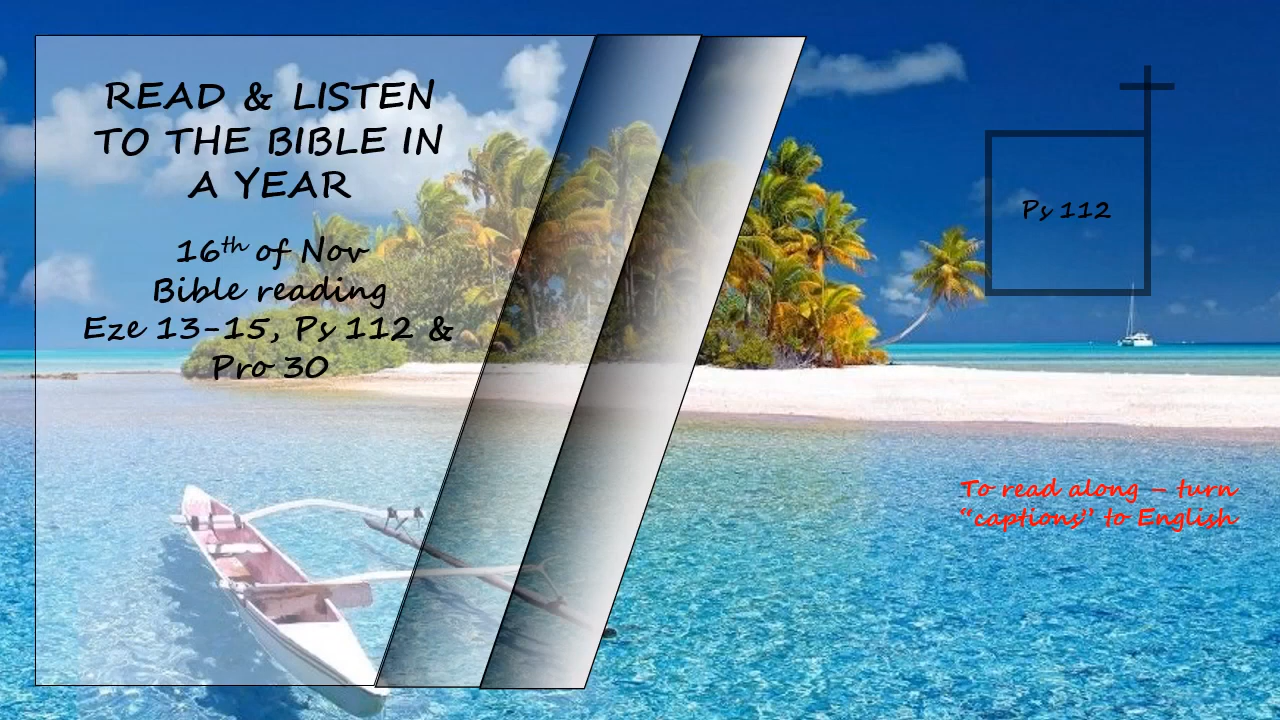 READ & LISTEN
TO THE BIBLE IN
A YEAR
16th of Nov
Bible reading
Eze 13-15, Ps 112 &
Pro 30
Ps 112
To read along – turn
“captions” to English